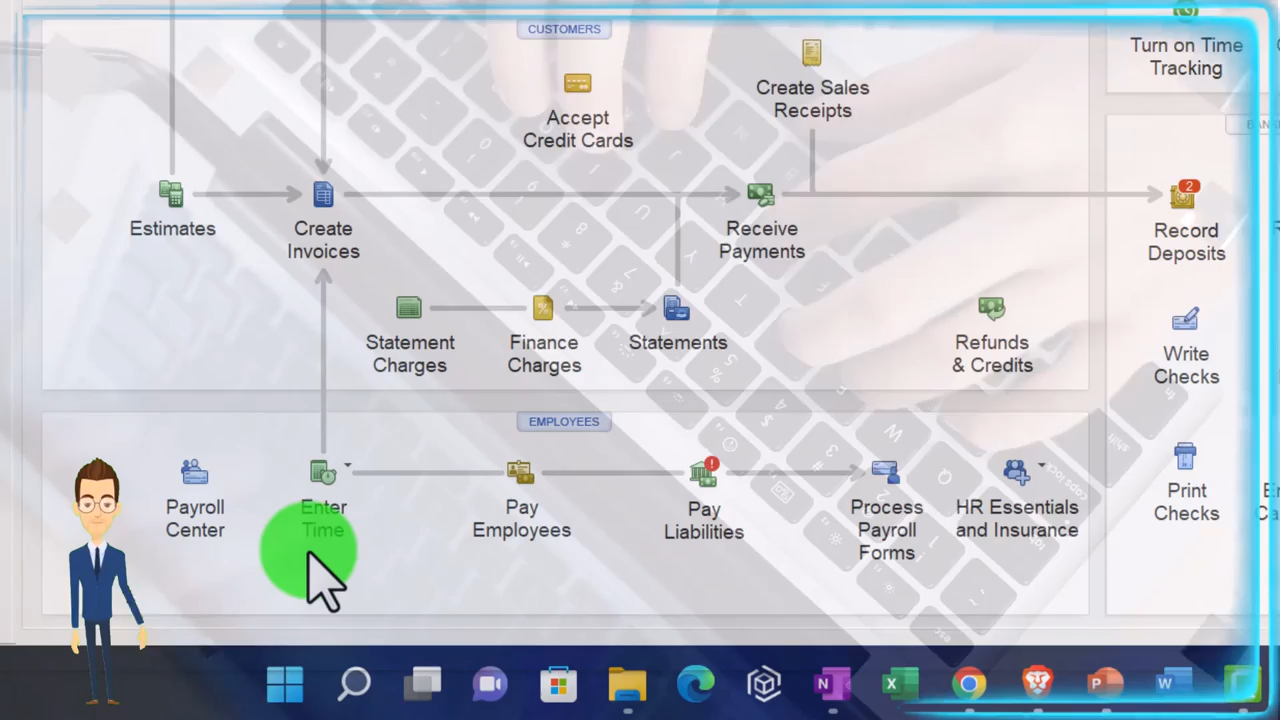 CUSTOMERS
Turn on Time
Tracking
Create Sales
Receipts
Accept
Credit Cards
2
Estimates
Create
Invoices
Receive
Payments
Record
Deposits
Statement
Charges
Finance
Charges
Statements
Refunds
& Credits
Write
Checks
EMPLOYEES
Payroll
Center
Enter
Time
Pay
Employees
Pay
Liabilities
Process
Payroll
Forms
HR Essentials
and Insurance
Print
Checks